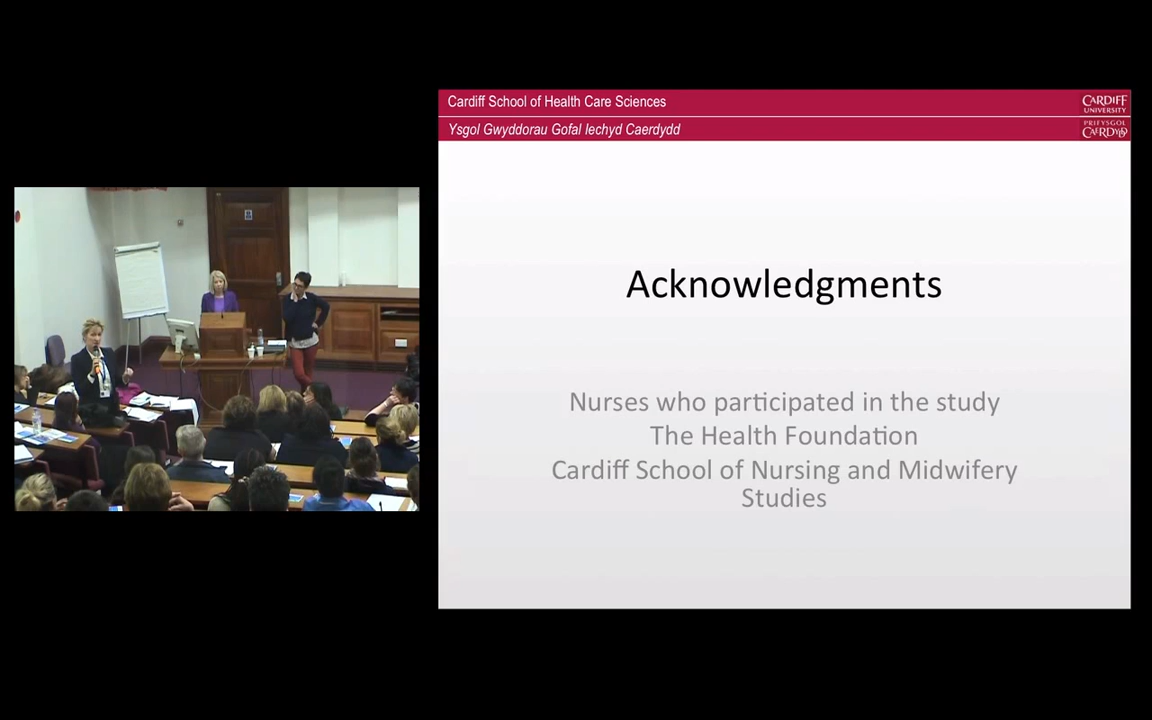 Cardiff School of Health Care Sciences
Ysgol Gwyddorau Gofal Iechyd Caerdydd
CARDIFF
UNIVERSITY
PRIFYSGOL
CAERDYDD
Acknowledgments
Nurses who participated in the study
The Health Foundation
Cardiff School of Nursing and Midwifery
Studies